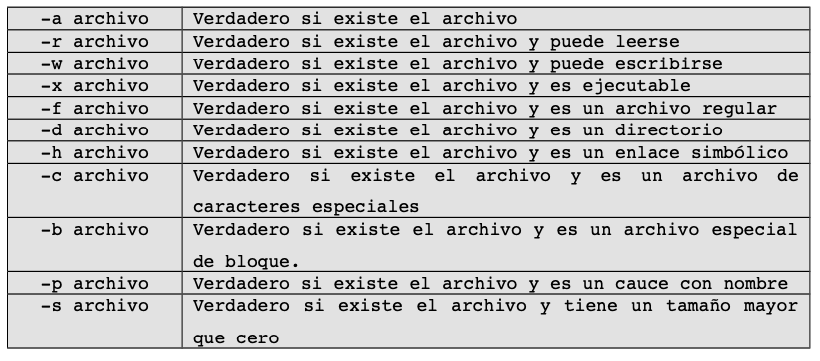 -a archivo Verdadero si existe el archivo
-r archivo Verdadero si existe el archivo y puede leerse
-w archivo Verdadero si existe el archivo y puede escribirse
-x archivo Verdadero si existe el archivo y es ejecutable
-f archivo Verdadero si existe el archivo y es un archivo regular
-d archivo Verdadero si existe el archivo y es un directorio
-h archivo Verdadero si existe el archivo y es un enlace simbólico
-c archivo Verdadero si existe el archivo y es un archivo de
caracteres especiales
-b archivo Verdadero si existe el archivo y es un archivo especial
de bloque.
-p archivo Verdadero si existe el archivo y es un cauce con nombre
-s archivo Verdadero si existe el archivo y tiene un tamaño mayor
que cero